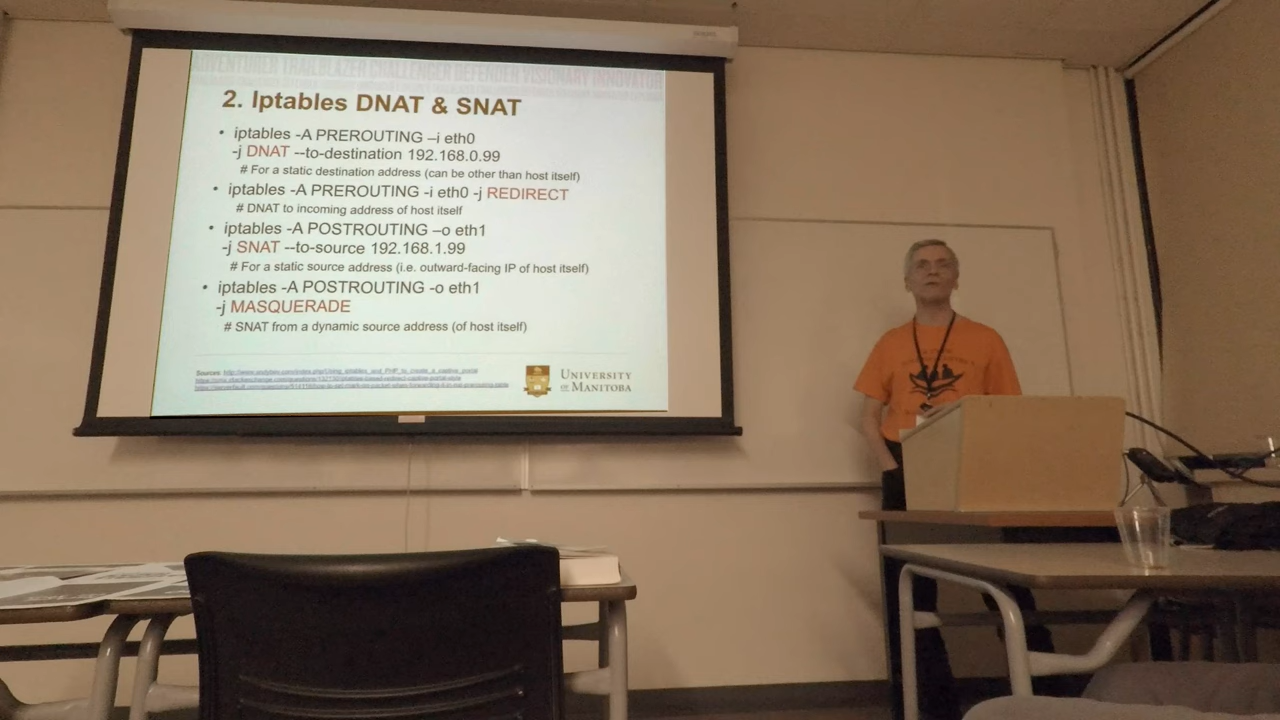 ADVENTURER TRAILBLAZER CHALLENGER DEFENDER VISIONARY INNOVATOR
2. Iptables DNAT & SNAT
• iptables -A PREROUTING –i eth0
-j DNAT --to-destination 192.168.0.99
# For a static destination address (can be other than host itself)
• iptables -A PREROUTING -i eth0 -j REDIRECT
# DNAT to incoming address of host itself
• iptables -A POSTROUTING –o eth1
-j SNAT --to-source 192.168.1.99
# For a static source address (i.e. outward-facing IP of host itself)
• iptables -A POSTROUTING -o eth1
-j MASQUERADE
# SNAT from a dynamic source address (of host itself)
Sources:
UNIVERSITY
OF MANITOBA